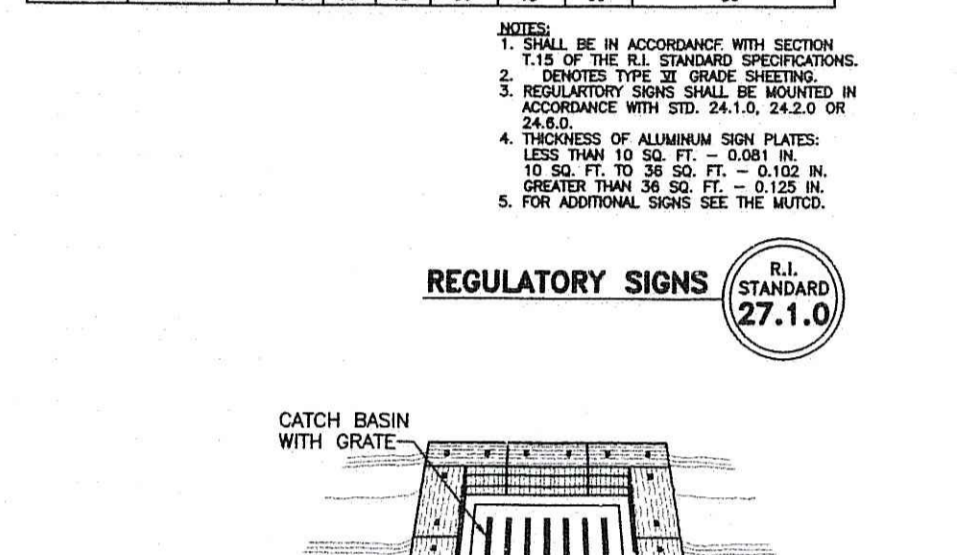 NOTES:
1. SHALL BE IN ACCORDANCE WITH SECTION
T.15 OF THE R.I. STANDARD SPECIFICATIONS.
2. DENOTES TYPE VI GRADE SHEETING.
3. REGULARTORY SIGNS SHALL BE MOUNTED IN
ACCORDANCE WITH STD. 24.1.0, 24.2.0 OR
24.6.0.
4. THICKNESS OF ALUMINUM SIGN PLATES:
LESS THAN 10 SQ. FT. – 0.081 IN.
10 SQ. FT. TO 36 SQ. FT. – 0.102 IN.
GREATER THAN 36 SQ. FT. – 0.125 IN.
5. FOR ADDITIONAL SIGNS SEE THE MUTCD.
REGULATORY SIGNS
R.I.
STANDARD
27.1.0
CATCH BASIN
WITH GRATE